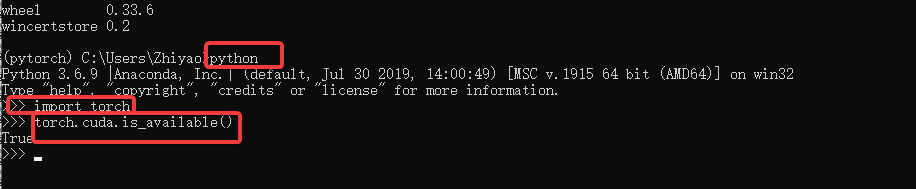 wheel        0.33.6
wincertstore 0.2
(pytorch) C:\Users\Zhiyao>python
Python 3.6.9 |Anaconda, Inc.| (default, Jul 30 2019, 14:00:49) [MSC v.1915 64 bit (AMD64)] on win32
Type "help", "copyright", "credits" or "license" for more information.
>>> import torch
>>> torch.cuda.is_available()
True
>>>